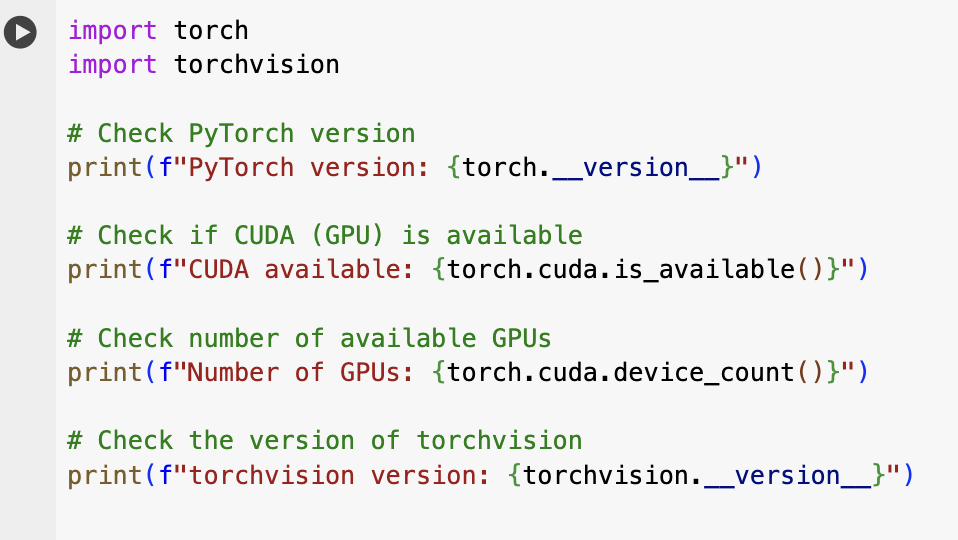 import torch
import torchvision
# Check PyTorch version
print(f"PyTorch version: {torch.__version__}")
# Check if CUDA (GPU) is available
print(f"CUDA available: {torch.cuda.is_available()}")
# Check number of available GPUs
print(f"Number of GPUs: {torch.cuda.device_count()}")
# Check the version of torchvision
print(f"torchvision version: {torchvision.__version__}")